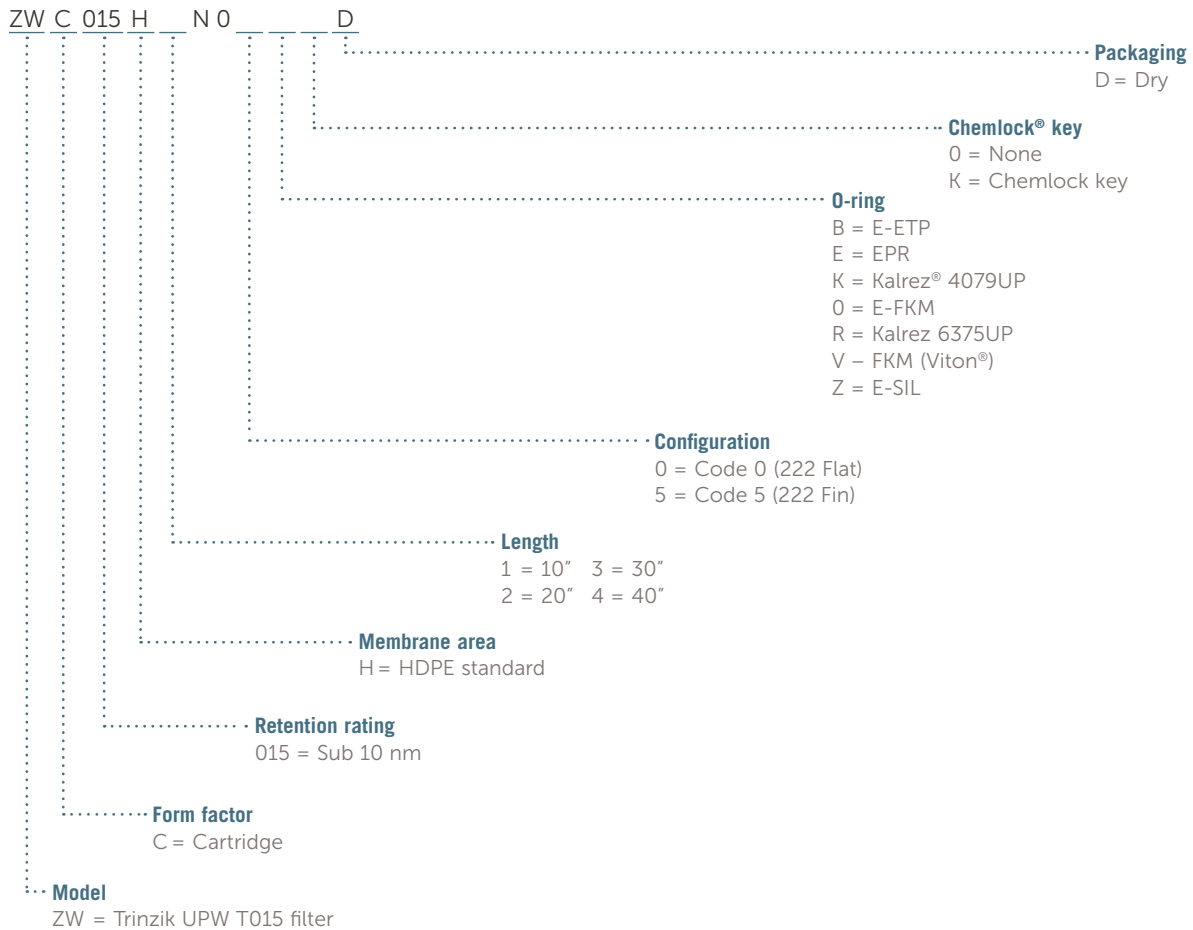 ZW C 015 H __ N 0 __ __ __ D
Packaging
D = Dry
Chemlock® key
0 = None
K = Chemlock key
O-ring
B = E-ETP
E = EPR
K = Kalrez® 4079UP
0 = E-FKM
R = Kalrez 6375UP
V – FKM (Viton®)
Z = E-SIL
Configuration
0 = Code 0 (222 Flat)
5 = Code 5 (222 Fin)
Length
1 = 10″ 3 = 30″
2 = 20″ 4 = 40″
Membrane area
H = HDPE standard
Retention rating
015 = Sub 10 nm
Form factor
C = Cartridge
Model
ZW = Trinzik UPW T015 filter